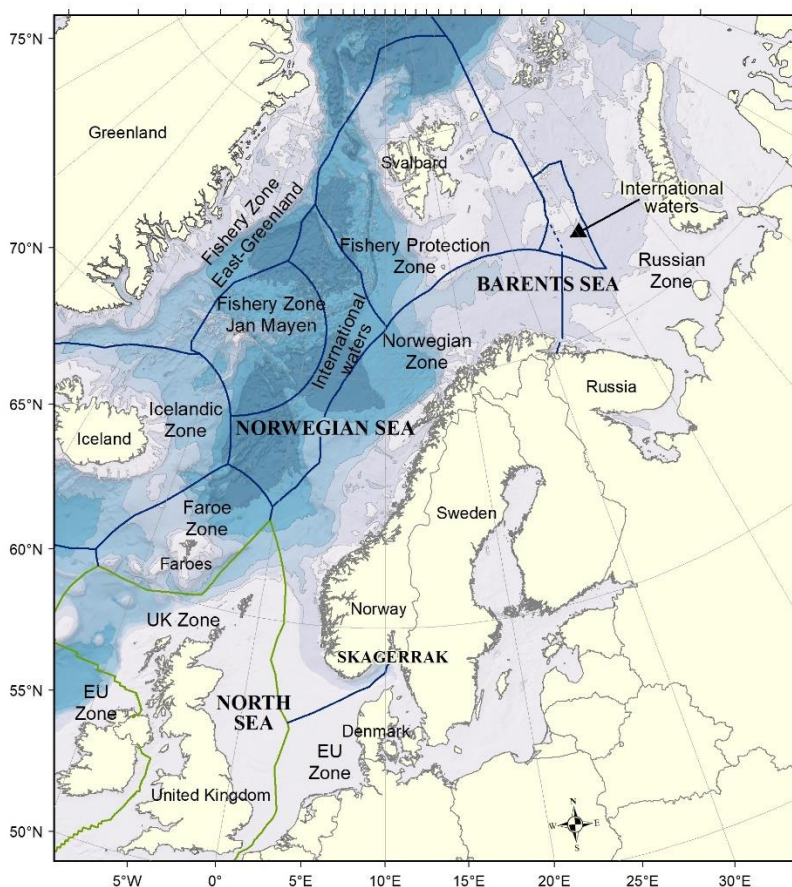 75°N
70°N
65°N
60°N
55°N
50°N
Greenland
Svalbard
International
waters
Fishery Zone
East-Greenland
Fishery Protection
Zone
Russian
Zone
BARENTS SEA
Fishery Zone
Jan Mayen
International
waters
Norwegian
Zone
Russia
Icelandic
Zone
Iceland
NORWEGIAN SEA
Faroe
Zone
Faroes
Sweden
Norway
UK Zone
SKAGERRAK
EU
Zone
NORTH
SEA
Denmark
EU
Zone
United Kingdom
N
W
E
S
5°W
0°
5°E
10°E
15°E
20°E
25°E
30°E